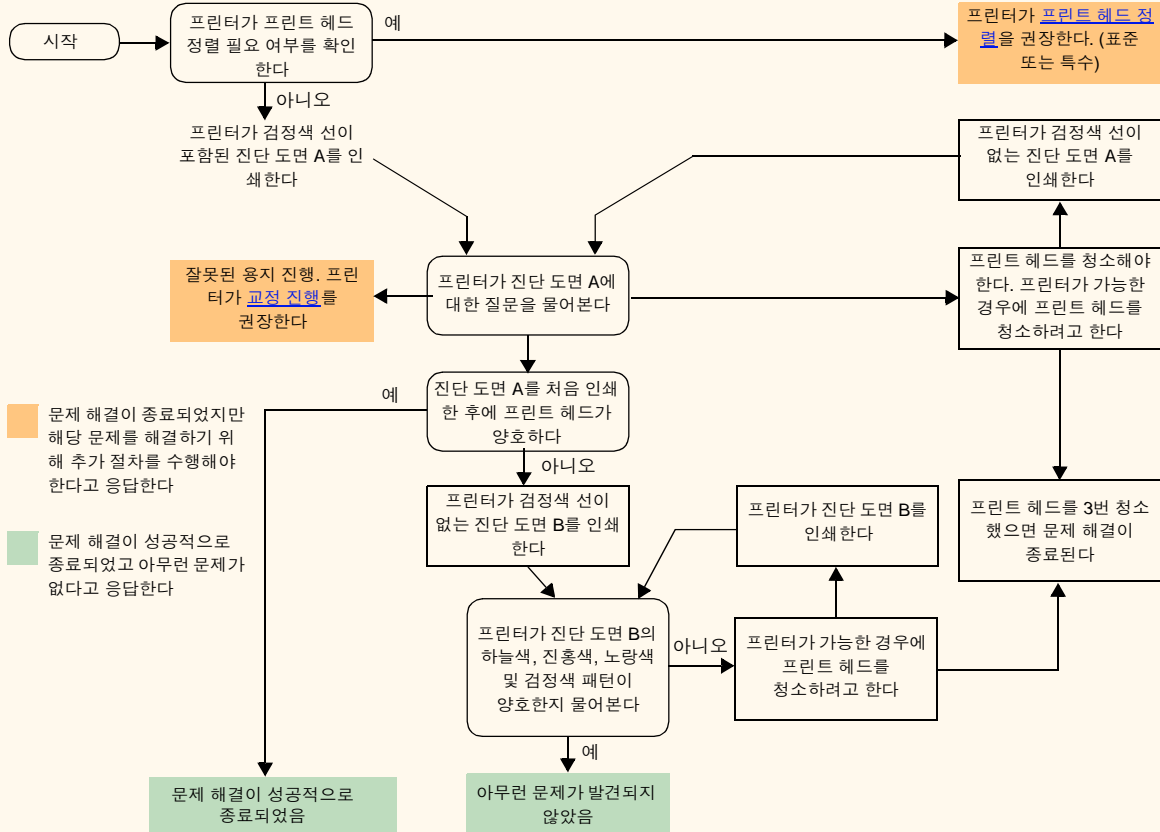 시작
프린터가 프린트 헤드
정렬 필요 여부를 확인
한다
예
프린터가 프린트 헤드 정
렬을 권장한다. (표준
또는 특수)
아니오
프린터가 검정색 선이
포함된 진단 도면 A를 인
쇄한다
프린터가 검정색 선이
없는 진단 도면 A를
인쇄한다
잘못된 용지 진행. 프린
터가 교정 진행를
권장한다
프린터가 진단 도면 A에
대한 질문을 물어본다
프린트 헤드를 청소해야
한다. 프린터가 가능한
경우에 프린트 헤드를
청소하려고 한다
예
진단 도면 A를 처음 인쇄
한 후에 프린트 헤드가
양호하다
아니오
문제 해결이 종료되었지만
해당 문제를 해결하기 위
해 추가 절차를 수행해야
한다고 응답한다
프린터가 검정색 선이
없는 진단 도면 B를 인쇄
한다
프린터가 진단 도면 B를
인쇄한다
프린트 헤드를 3번 청소
했으면 문제 해결이
종료된다
문제 해결이 성공적으로
종료되었고 아무런 문제가
없다고 응답한다
프린터가 진단 도면 B의
하늘색, 진홍색, 노랑색
및 검정색 패턴이
양호한지 물어본다
아니오
프린터가 가능한 경우에
프린트 헤드를
청소하려고 한다
예
문제 해결이 성공적으로
종료되었음
아무런 문제가 발견되지
않았음